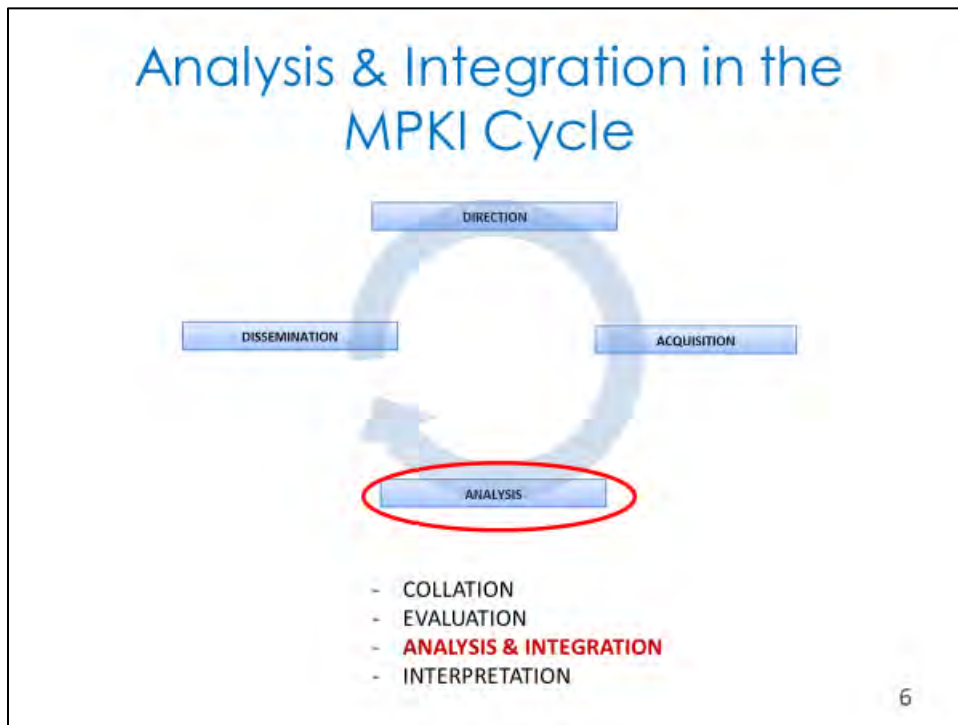 Analysis & Integration in the
MPKI Cycle
DIRECTION
DISSEMINATION
ACQUISITION
ANALYSIS
- COLLATION
- EVALUATION
- ANALYSIS & INTEGRATION
- INTERPRETATION
6